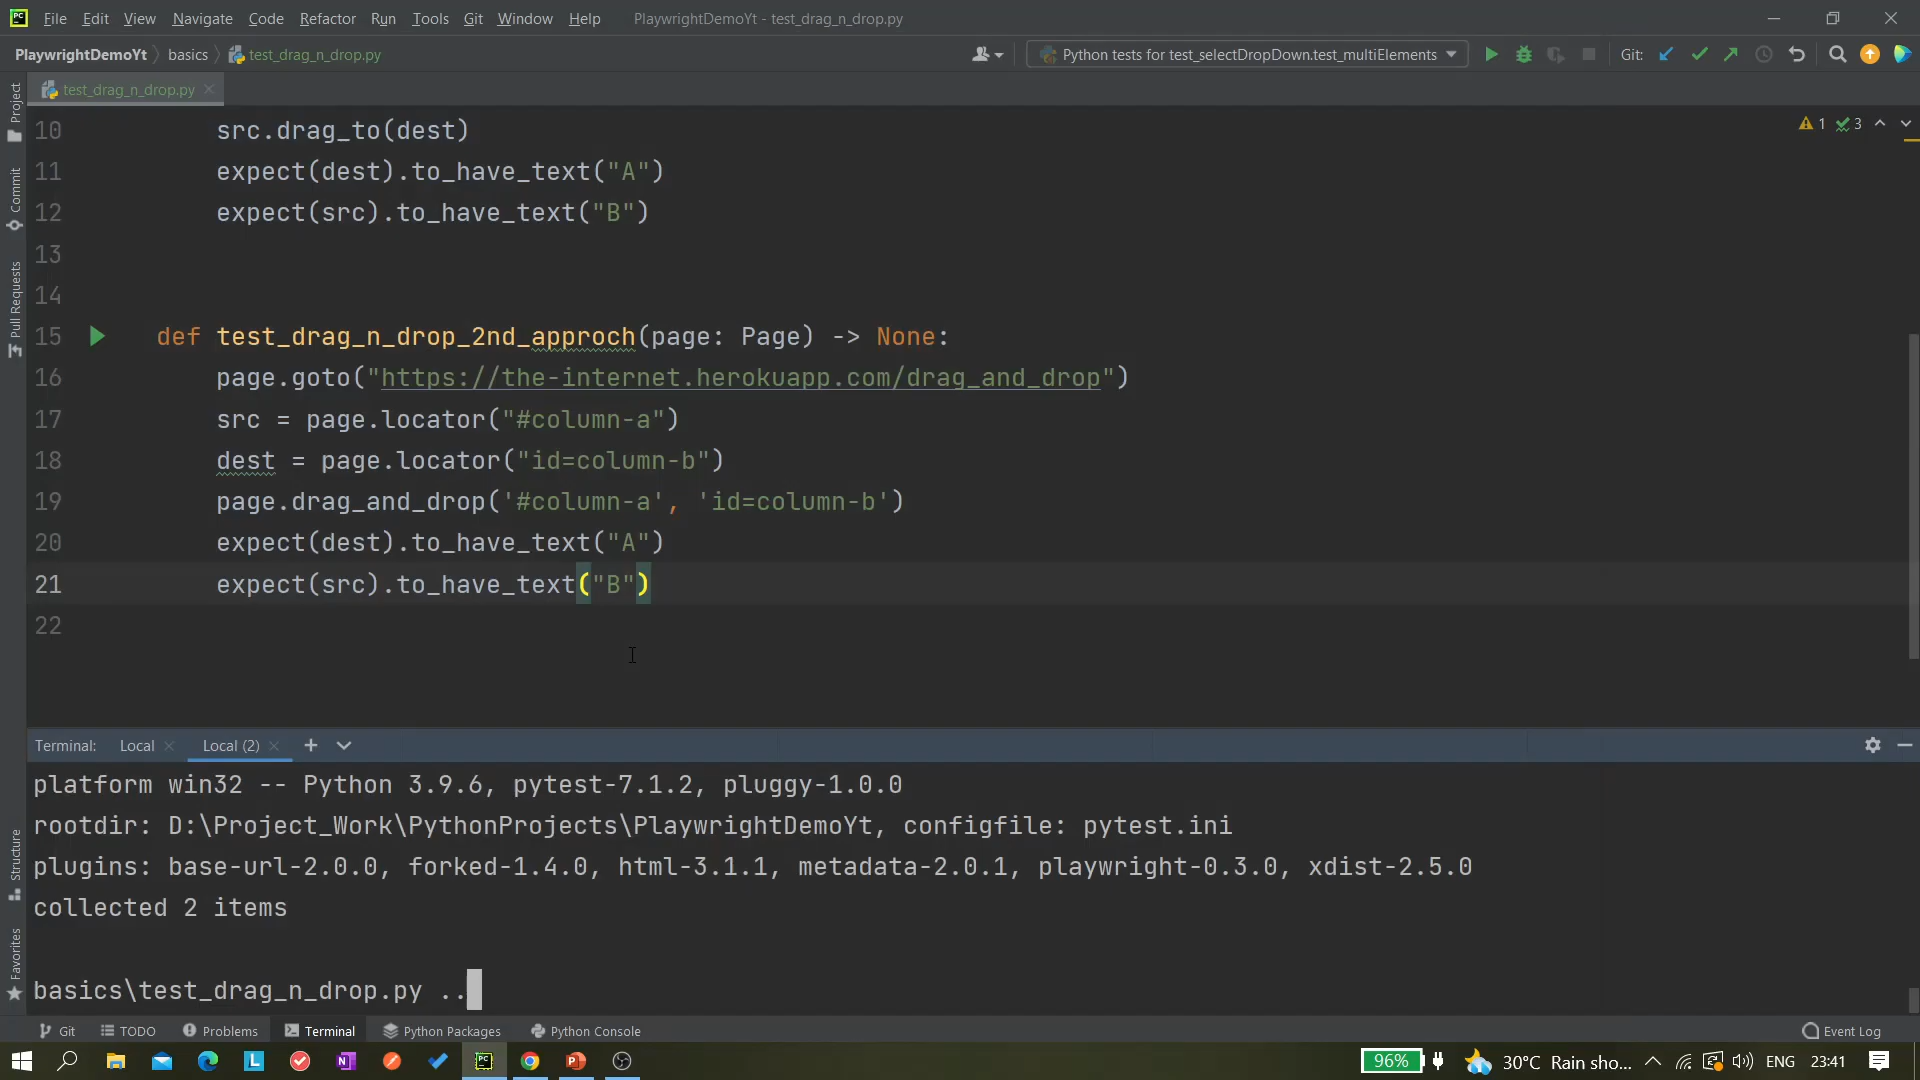 File Edit View Navigate Code Refactor Run Tools Git Window Help PlaywrightDemoYt - test_drag_n_drop.py
PlaywrightDemoYt basics test_drag_n_drop.py Python tests for test_selectDropDown.test_multiElements Git:
test_drag_n_drop.py
Project
Commit
Pull Requests
1 3
10 src.drag_to(dest)
11 expect(dest).to_have_text("A")
12 expect(src).to_have_text("B")
13
14
15 def test_drag_n_drop_2nd_approch(page: Page) -> None:
16 page.goto("https://the-internet.herokuapp.com/drag_and_drop")
17 src = page.locator("#column-a")
18 dest = page.locator("id=column-b")
19 page.drag_and_drop('#column-a', 'id=column-b')
20 expect(dest).to_have_text("A")
21 expect(src).to_have_text("B")
22
Terminal: Local Local (2)
platform win32 -- Python 3.9.6, pytest-7.1.2, pluggy-1.0.0
rootdir: D:\Project_Work\PythonProjects\PlaywrightDemoYt, configfile: pytest.ini
plugins: base-url-2.0.0, forked-1.4.0, html-3.1.1, metadata-2.0.1, playwright-0.3.0, xdist-2.5.0
collected 2 items
basics\test_drag_n_drop.py ..
Structure
Favorites
Git TODO Problems Terminal Python Packages Python Console Event Log
96% 30°C Rain sho... ENG 23:41